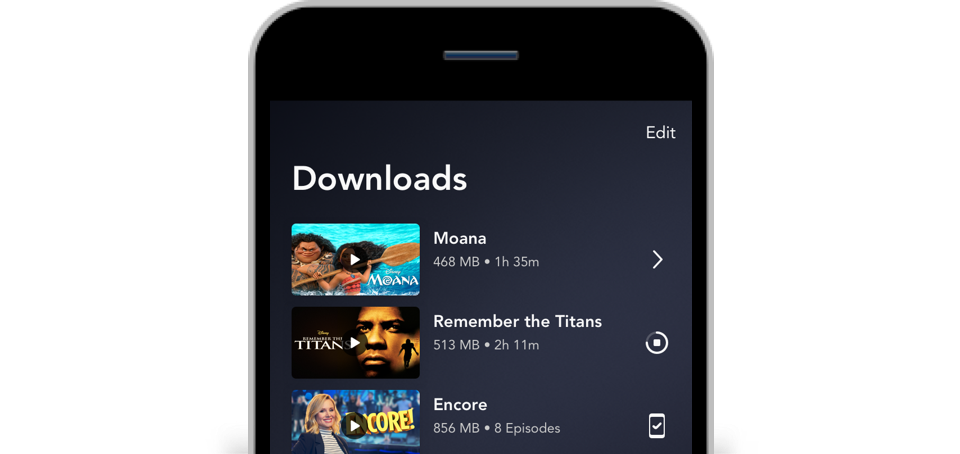 Edit
Downloads
Moana
468 MB • 1h 35m
Disney
MOANA
Remember the Titans
513 MB • 2h 11m
Disney
REMEMBER THE
TITANS
Encore
856 MB • 8 Episodes
ENCORE!